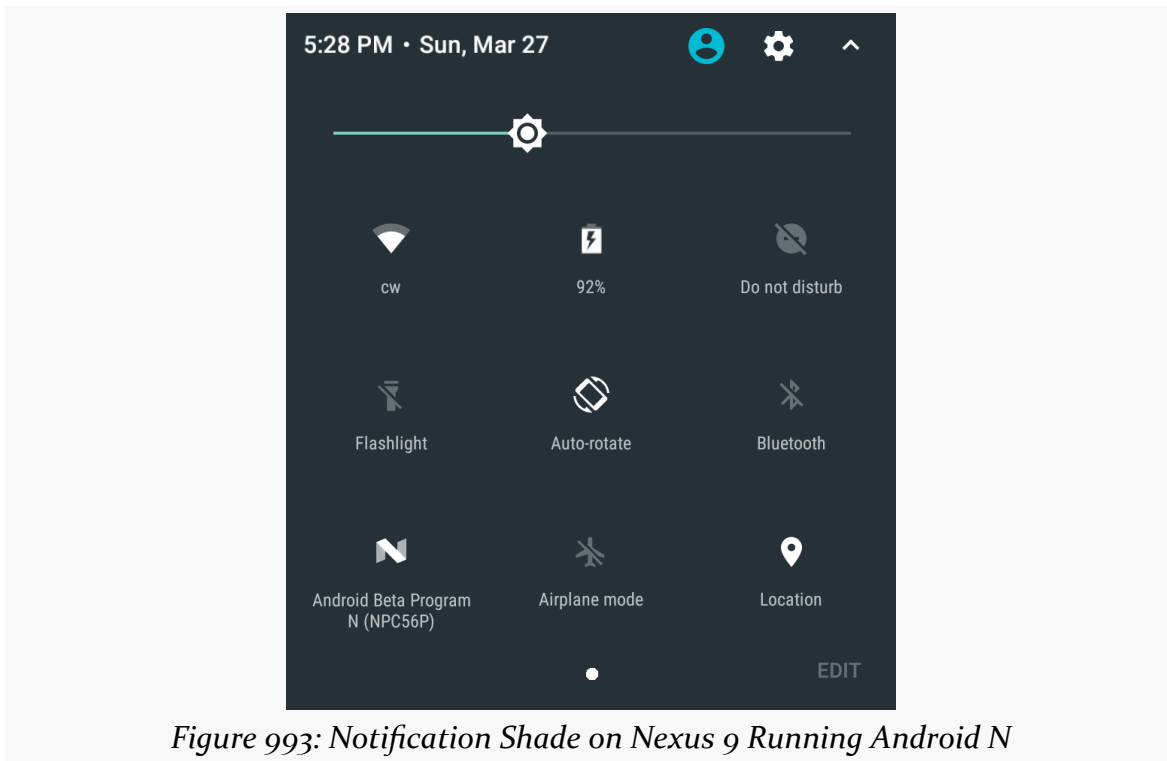 5:28 PM • Sun, Mar 27
cw
92%
Do not disturb
Flashlight
Auto-rotate
Bluetooth
Android Beta Program
N (NPC56P)
Airplane mode
Location
EDIT
Figure 993: Notification Shade on Nexus 9 Running Android N